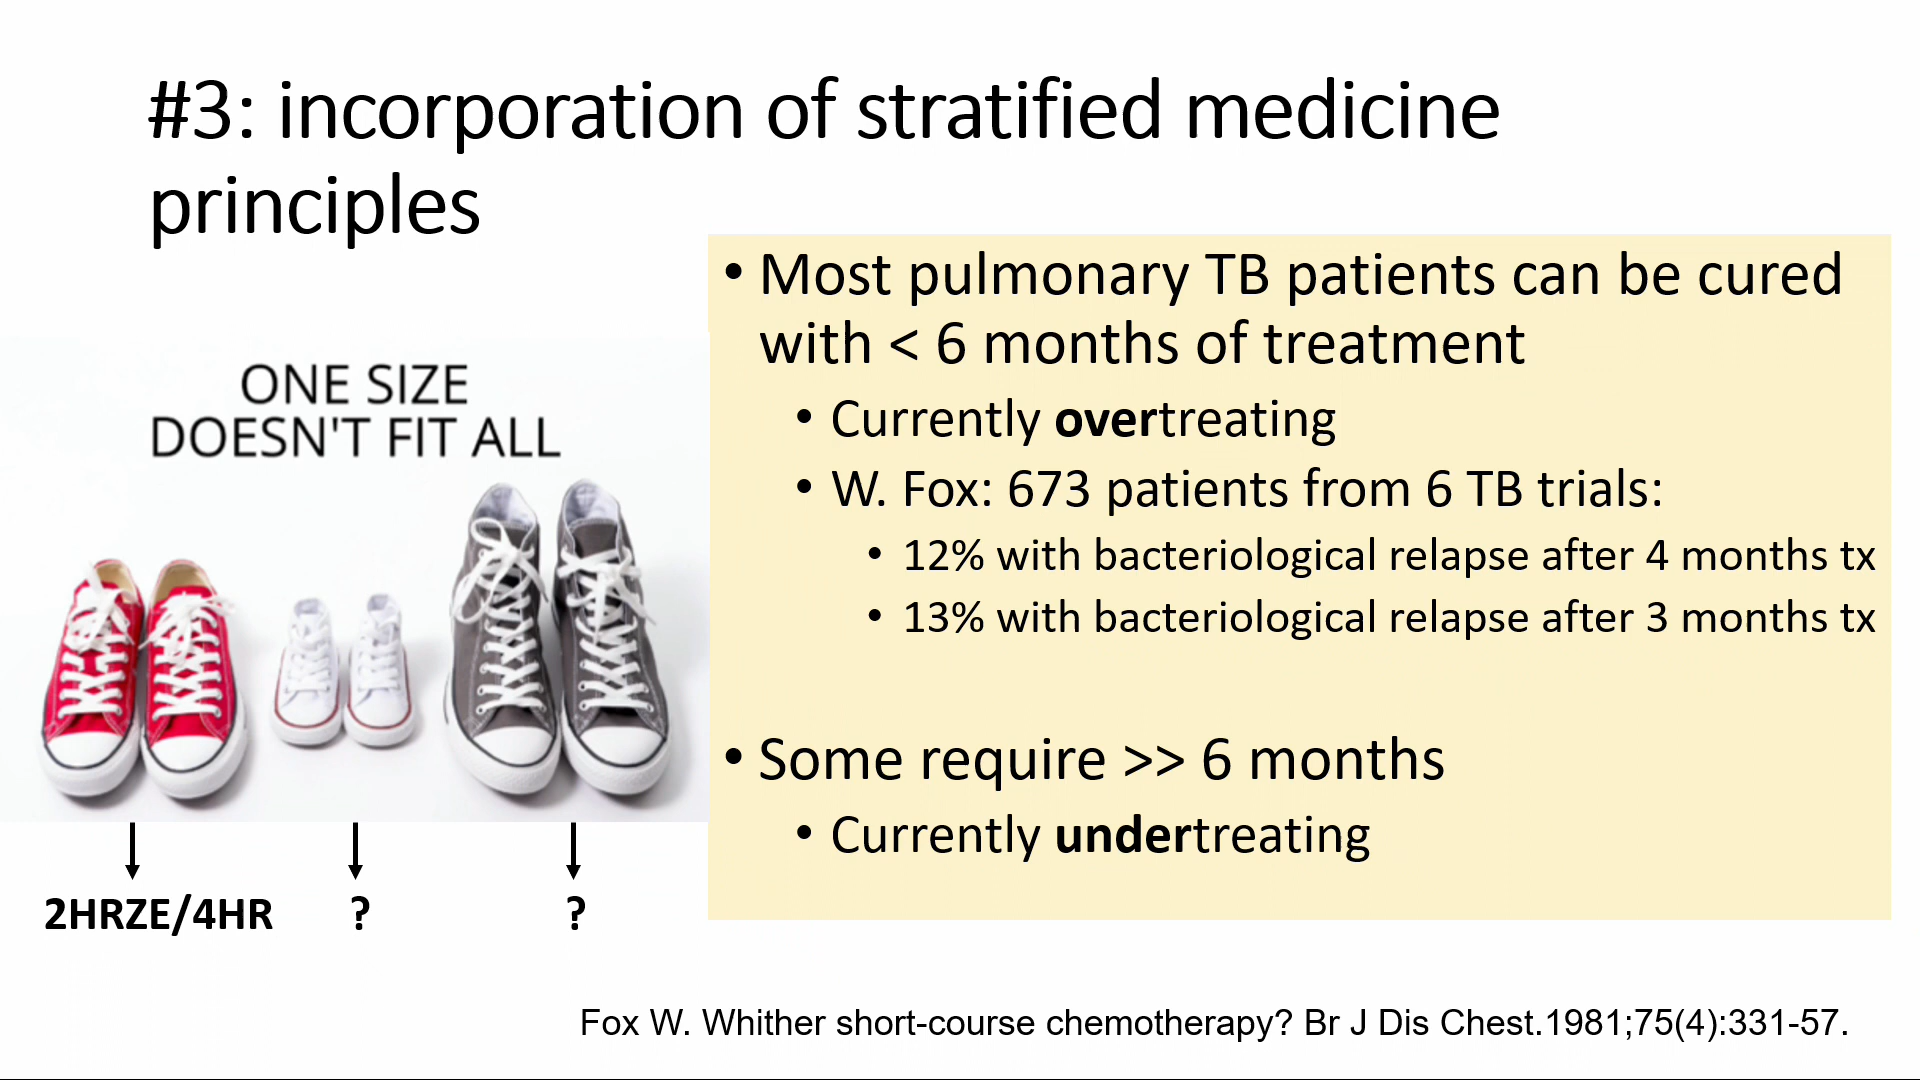 #3: incorporation of stratified medicine
principles
ONE SIZE
DOESN'T FIT ALL
2HRZE/4HR
?
?
• Most pulmonary TB patients can be cured
with < 6 months of treatment
• Currently overtreating
• W. Fox: 673 patients from 6 TB trials:
• 12% with bacteriological relapse after 4 months tx
• 13% with bacteriological relapse after 3 months tx
• Some require >> 6 months
• Currently undertreating
Fox W. Whither short-course chemotherapy? Br J Dis Chest.1981;75(4):331-57.